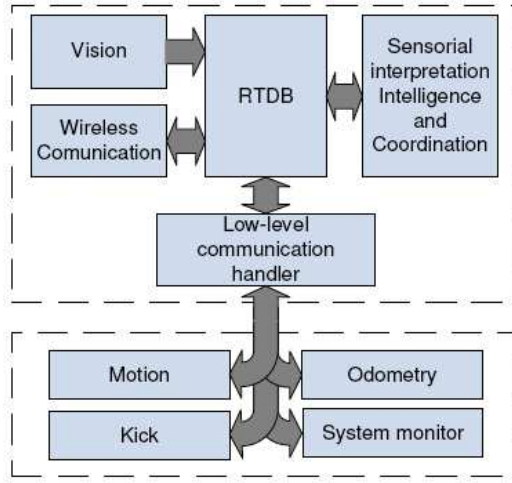 Vision
Wireless
Comunication
RTDB
Sensorial
interpretation
Intelligence
and
Coordination
Low-level
communication
handler
Motion
Odometry
Kick
System monitor